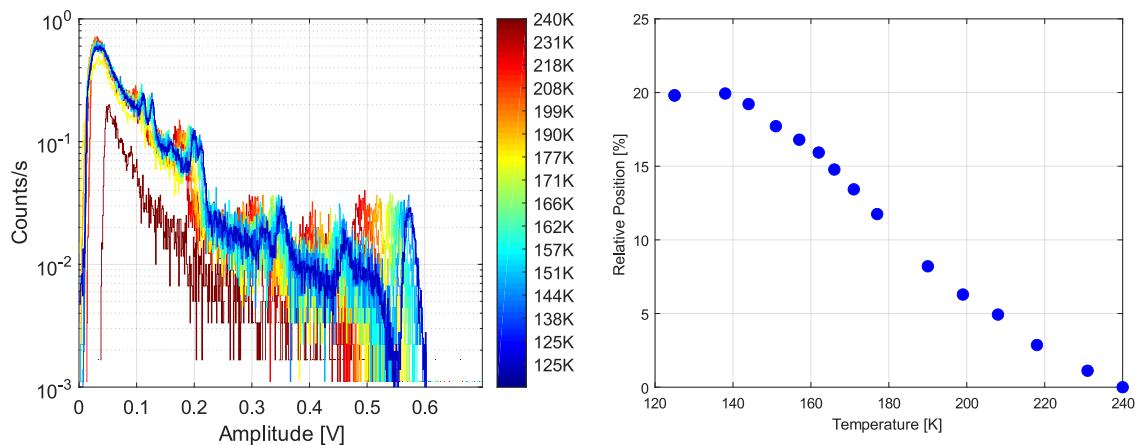 10^0
10^-1
10^-2
10^-3
Counts/s
0 0.1 0.2 0.3 0.4 0.5 0.6
Amplitude [V]
240K
231K
218K
208K
199K
190K
177K
171K
166K
162K
157K
151K
144K
138K
125K
25
20
15
10
5
0
Relative Position [%]
120 140 160 180 200 220 240
Temperature [K]